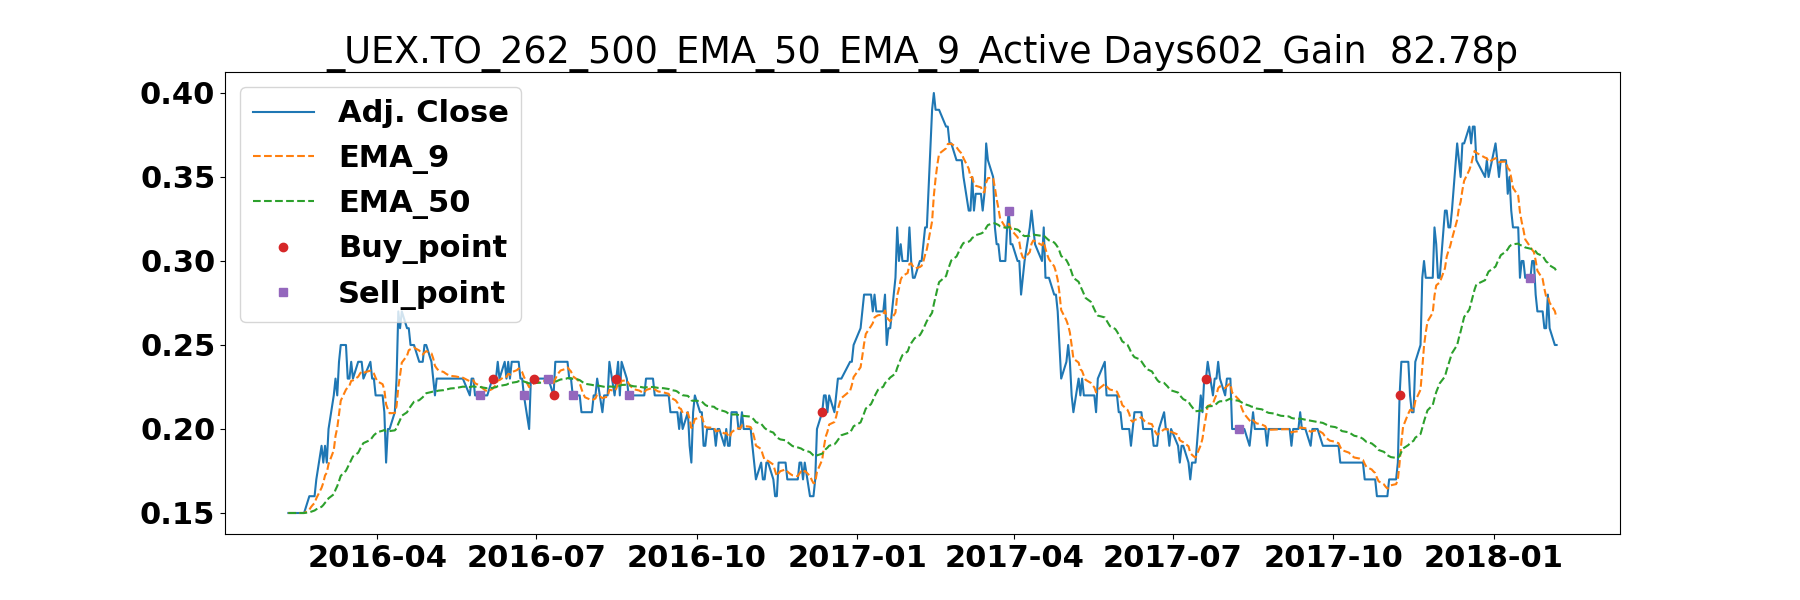 _UEX.TO_262_500_EMA_50_EMA_9_Active Days602_Gain  82.78p
0.40
0.35
0.30
0.25
0.20
0.15
Adj. Close
EMA_9
EMA_50
Buy_point
Sell_point
2016-04 2016-07 2016-10 2017-01 2017-04 2017-07 2017-10 2018-01